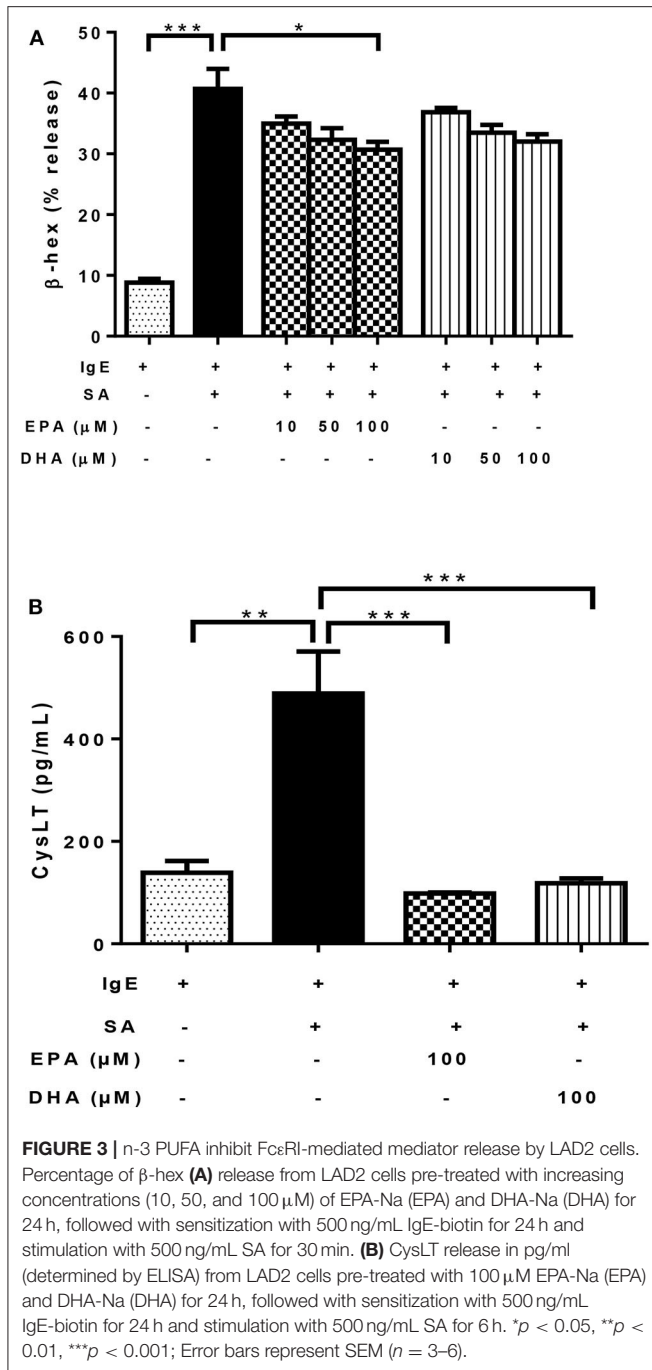 A
*** *
β-hex (% release)
50
40
30
20
10
0
IgE + + + + + + + +
SA - + + + + + + +
EPA (μM) - - 10 50 100 - - -
DHA (μM) - - - - - 10 50 100
B
***
** ***
CysLT (pg/mL)
600
400
200
0
IgE + + + +
SA - + + +
EPA (μM) - - 100 -
DHA (μM) - - - 100
FIGURE 3 | n-3 PUFA inhibit FcεRI-mediated mediator release by LAD2 cells.
Percentage of β-hex (A) release from LAD2 cells pre-treated with increasing
concentrations (10, 50, and 100 μM) of EPA-Na (EPA) and DHA-Na (DHA) for
24 h, followed with sensitization with 500 ng/mL IgE-biotin for 24 h and
stimulation with 500 ng/mL SA for 30 min. (B) CysLT release in pg/ml
(determined by ELISA) from LAD2 cells pre-treated with 100 μM EPA-Na (EPA)
and DHA-Na (DHA) for 24 h, followed with sensitization with 500 ng/mL
IgE-biotin for 24 h and stimulation with 500 ng/mL SA for 6 h. *p < 0.05, **p <
0.01, ***p < 0.001; Error bars represent SEM (n = 3–6).